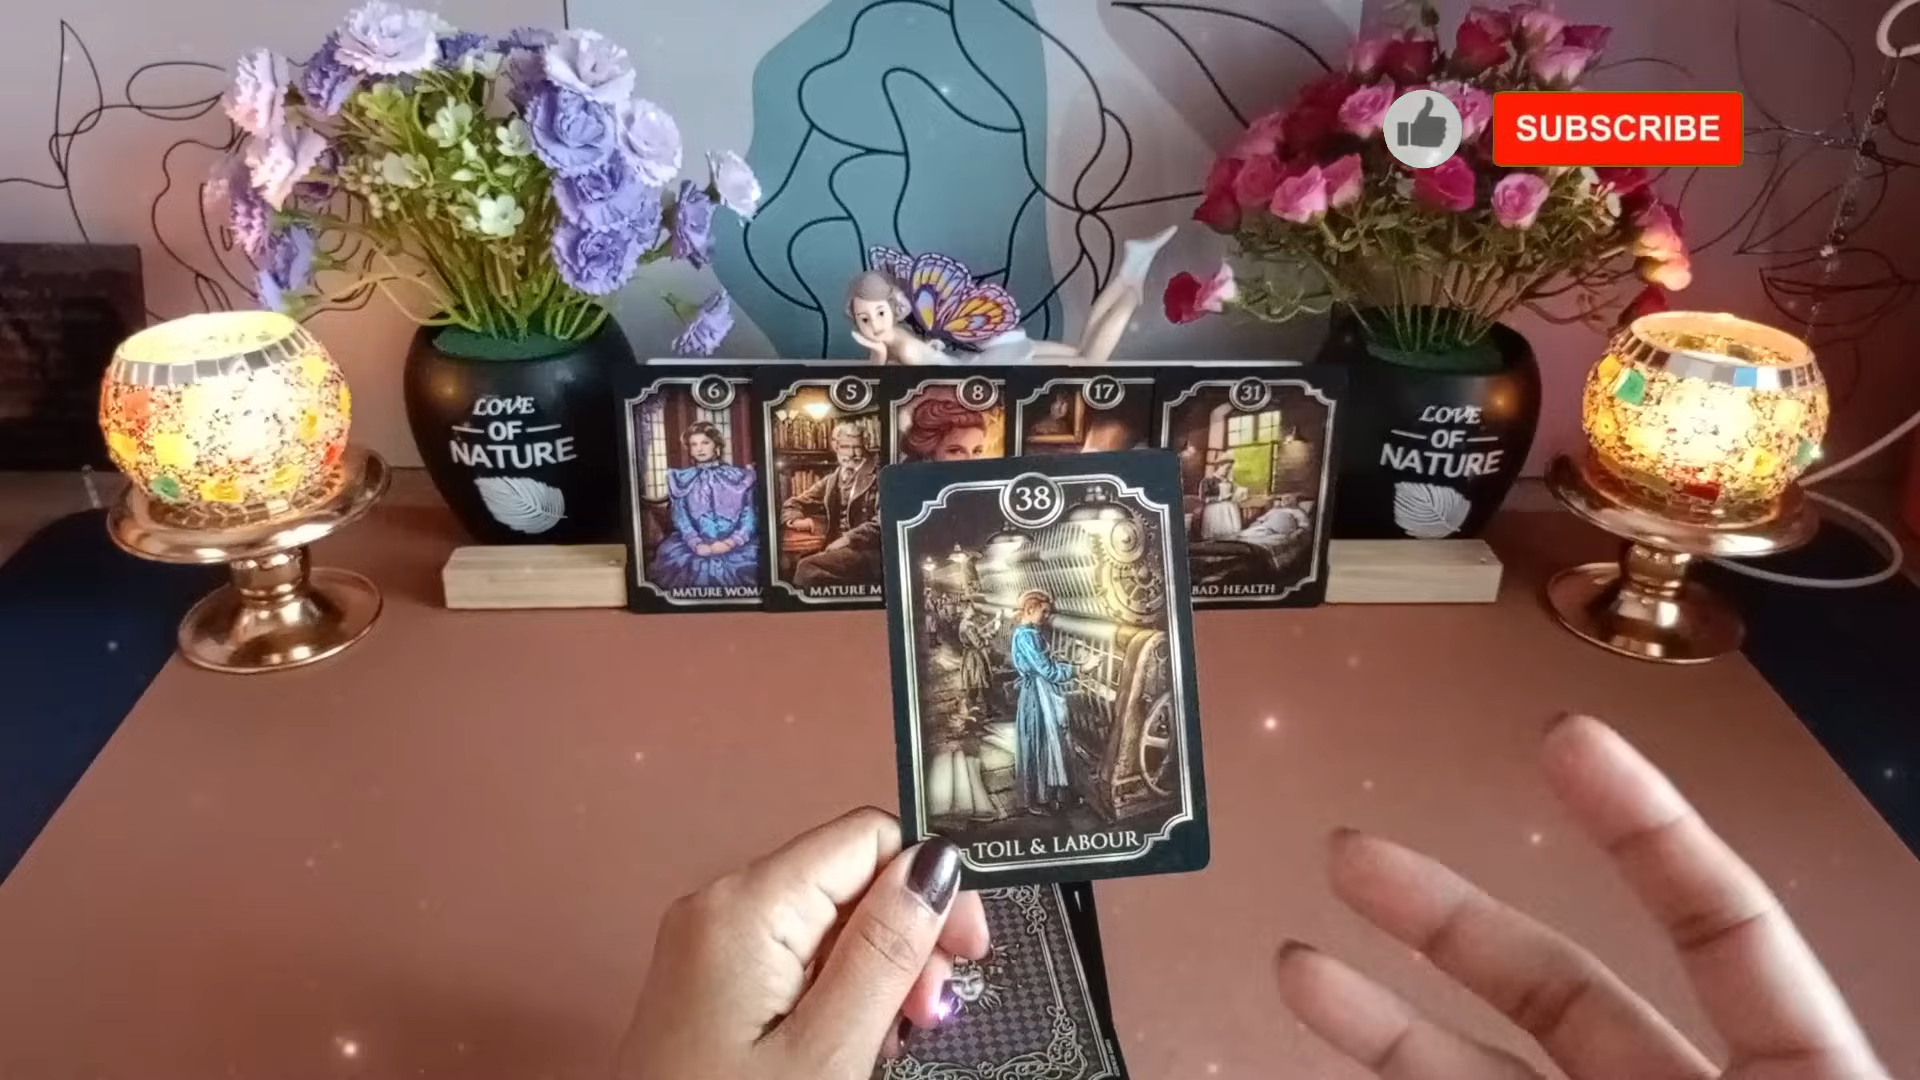 SUBSCRIBE
LOVE
OF
NATURE
LOVE
OF
NATURE
6
5
8
17
31
MATURE WOMA
MATURE M
BAD HEALTH
38
TOIL & LABOUR